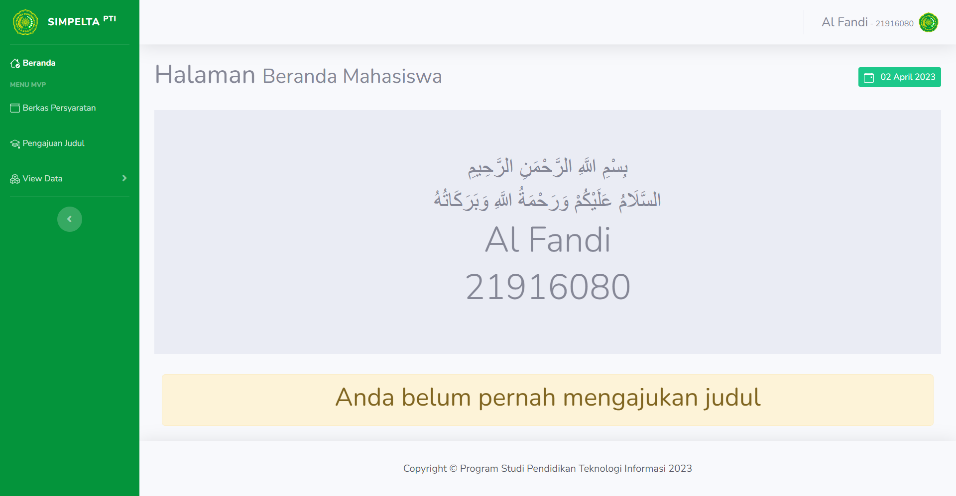 SIMPELTA PTI
Al Fandi - 21916080
Beranda
MENU MVP
Berkas Persyaratan
Pengajuan Judul
View Data
Halaman Beranda Mahasiswa
02 April 2023
بِسْمِ اللَّهِ الرَّحْمَنِ الرَّحِيمِ
السَّلَامُ عَلَيْكُمْ وَرَحْمَةُ اللَّهِ وَبَرَكَاتُهُ
Al Fandi
21916080
Anda belum pernah mengajukan judul
Copyright © Program Studi Pendidikan Teknologi Informasi 2023